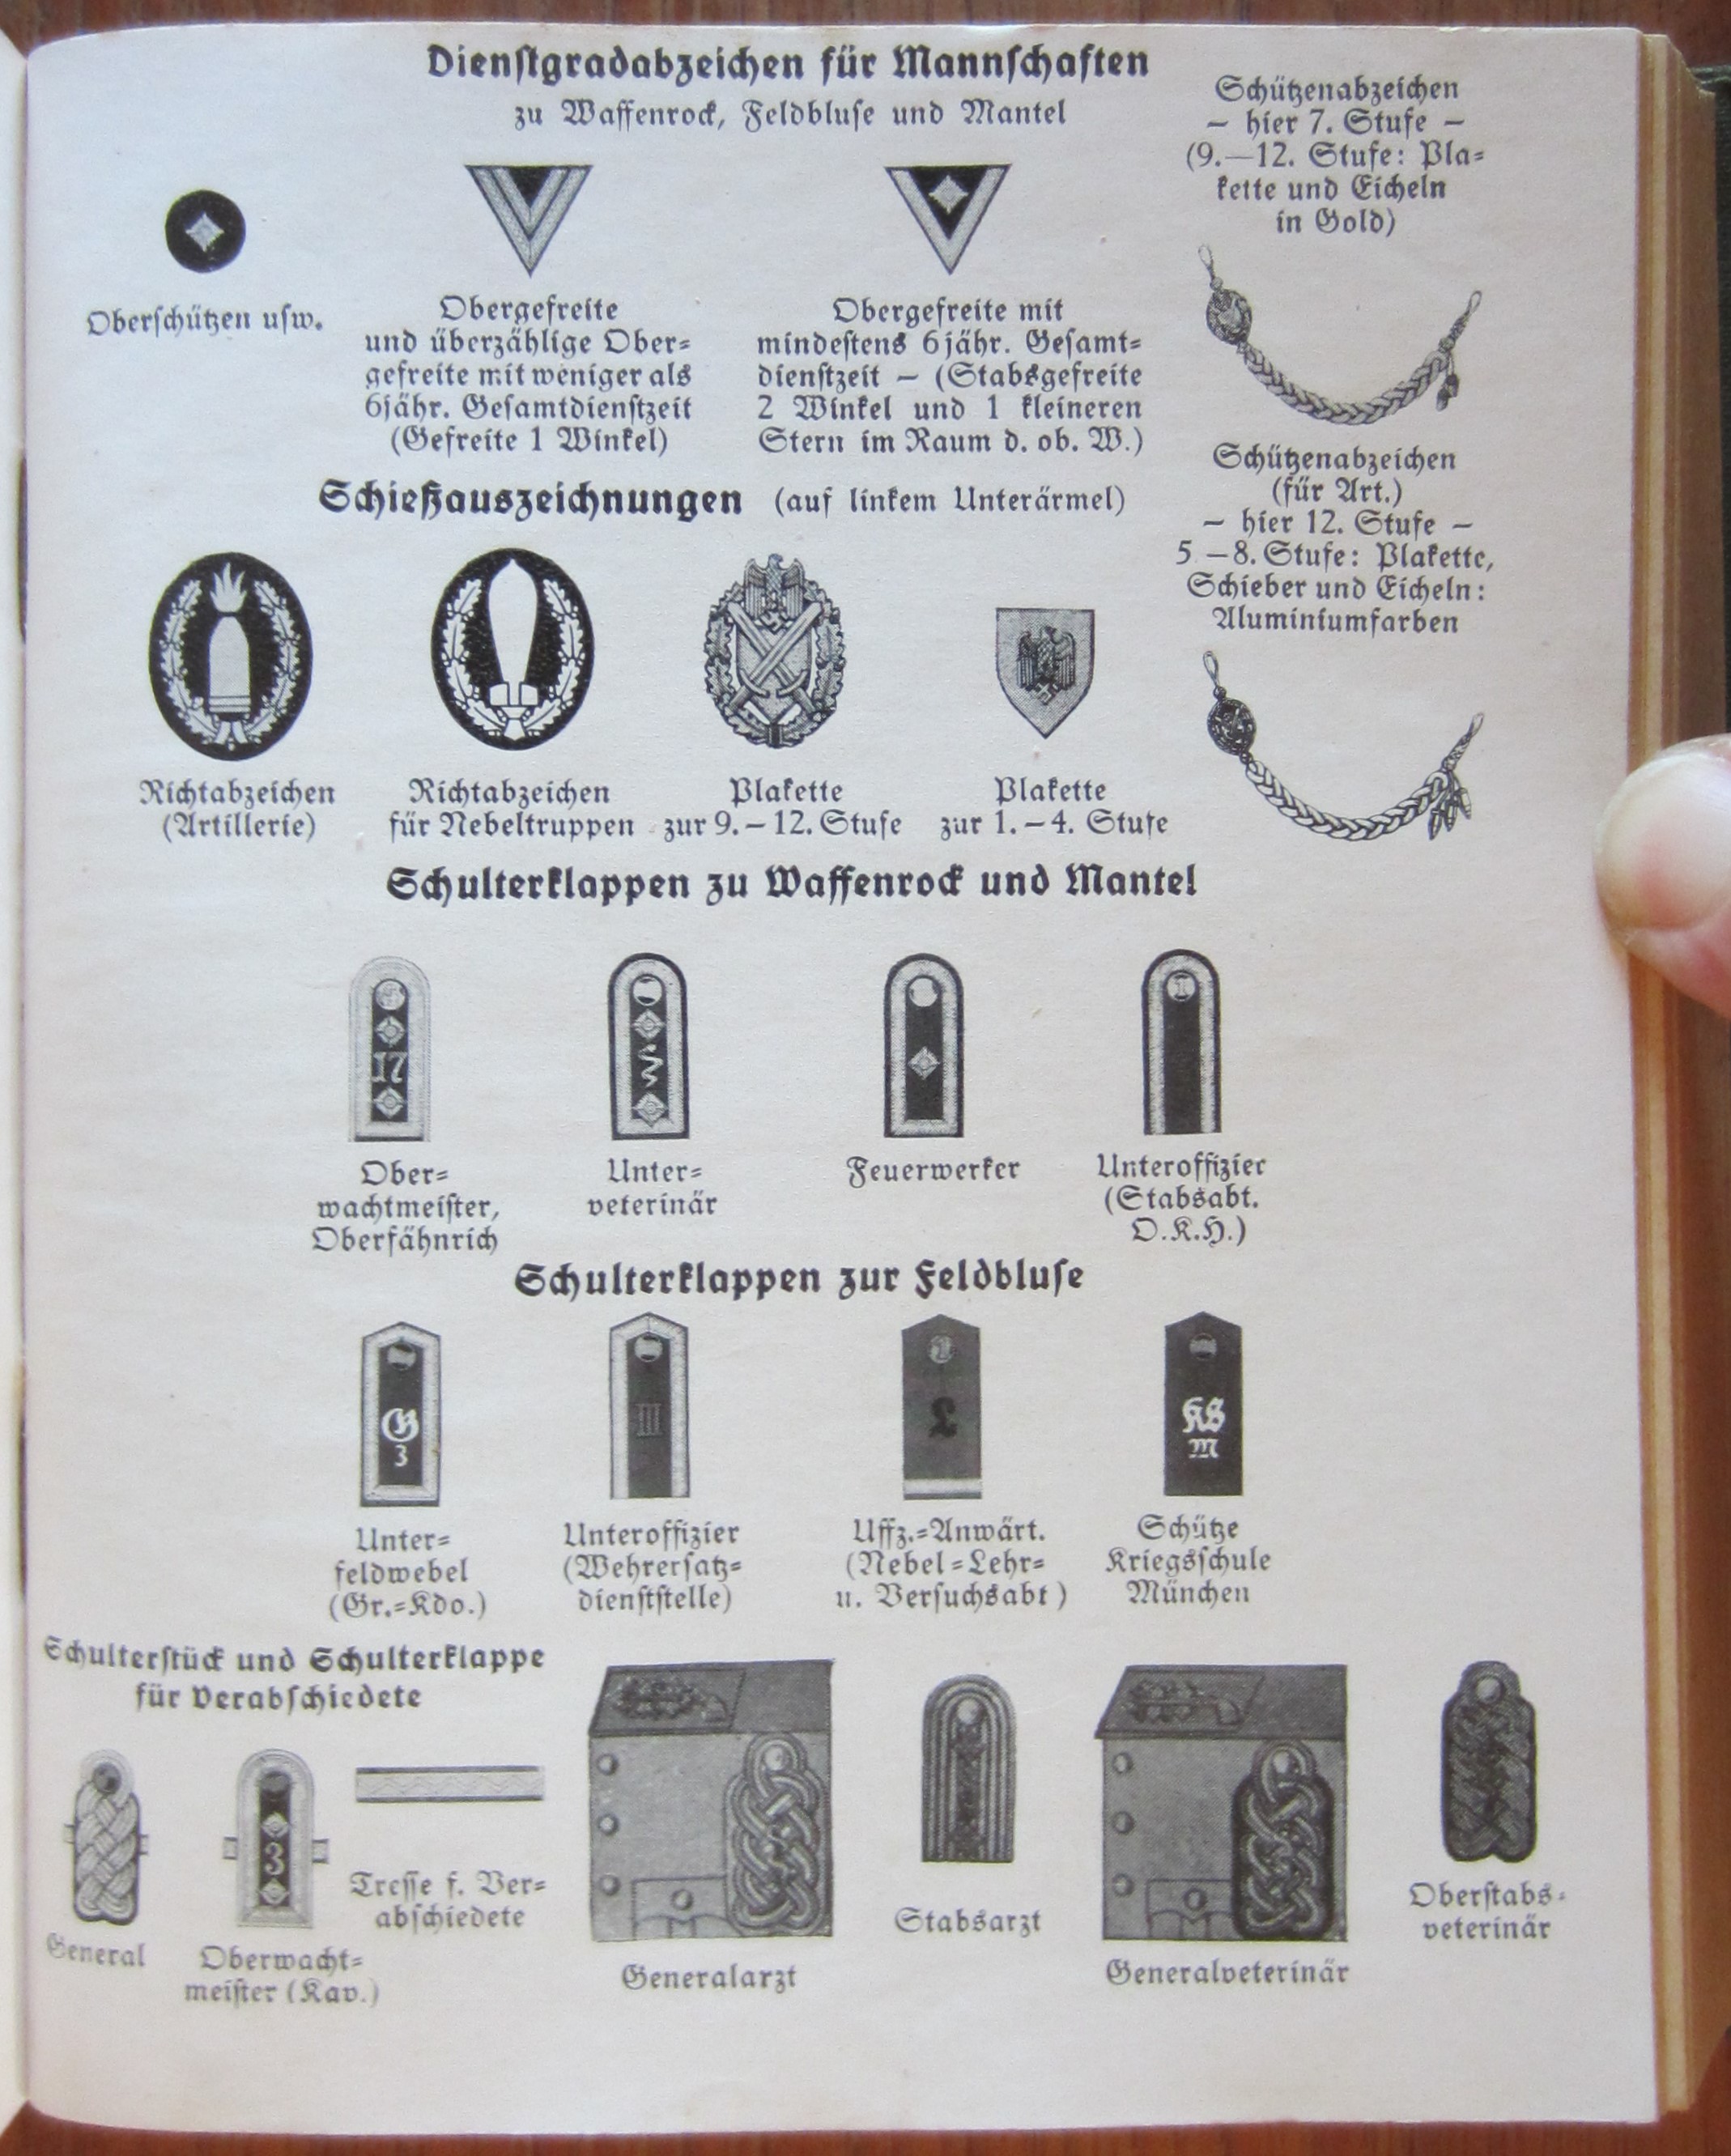 Dienſtgradabzeichen für Mannſchaften
zu Waffenrock, Feldbluſe und Mantel
Oberſchützen uſw.
Obergefreite
und überzählige Ober-
gefreite mit weniger als
6jähr. Geſamtdienſtzeit
(Gefreite 1 Winkel)
Obergefreite mit
mindeſtens 6jähr. Geſamt-
dienſtzeit – (Stabsgefreite
2 Winkel und 1 kleineren
Stern im Raum d. ob. W.)
Schützenabzeichen
– hier 7. Stufe –
(9.—12. Stufe: Pla-
kette und Eicheln
in Gold)
Schützenabzeichen
(für Art.)
– hier 12. Stufe –
5 –8. Stufe: Plakette,
Schieber und Eicheln:
Aluminiumfarben
Schießauszeichnungen (auf linkem Unterärmel)
Richtabzeichen
(Artillerie)
Richtabzeichen
für Nebeltruppen
Plakette
zur 9.–12. Stufe
Plakette
zur 1.–4. Stufe
Schulterklappen zu Waffenrock und Mantel
17
1
Ober-
wachtmeiſter,
Oberfähnrich
Unter-
veterinär
Feuerwerker
Unteroffizier
(Stabsabt.
O.K.H.)
Schulterklappen zur Feldbluſe
G
3
III
1
L
KS
M
Unter-
feldwebel
(Gr.-Kdo.)
Unteroffizier
(Wehrerſatz-
dienſtſtelle)
Uffz.-Anwärt.
(Nebel-Lehr-
u. Verſuchsabt )
Schütze
Kriegsſchule
München
Schulterſtück und Schulterklappe
für Verabſchiedete
3
General
Oberwacht-
meiſter (Kav.)
Treſſe f. Ver-
abſchiedete
Generalarzt
Stabsarzt
Generalveterinär
Oberſtabs-
veterinär